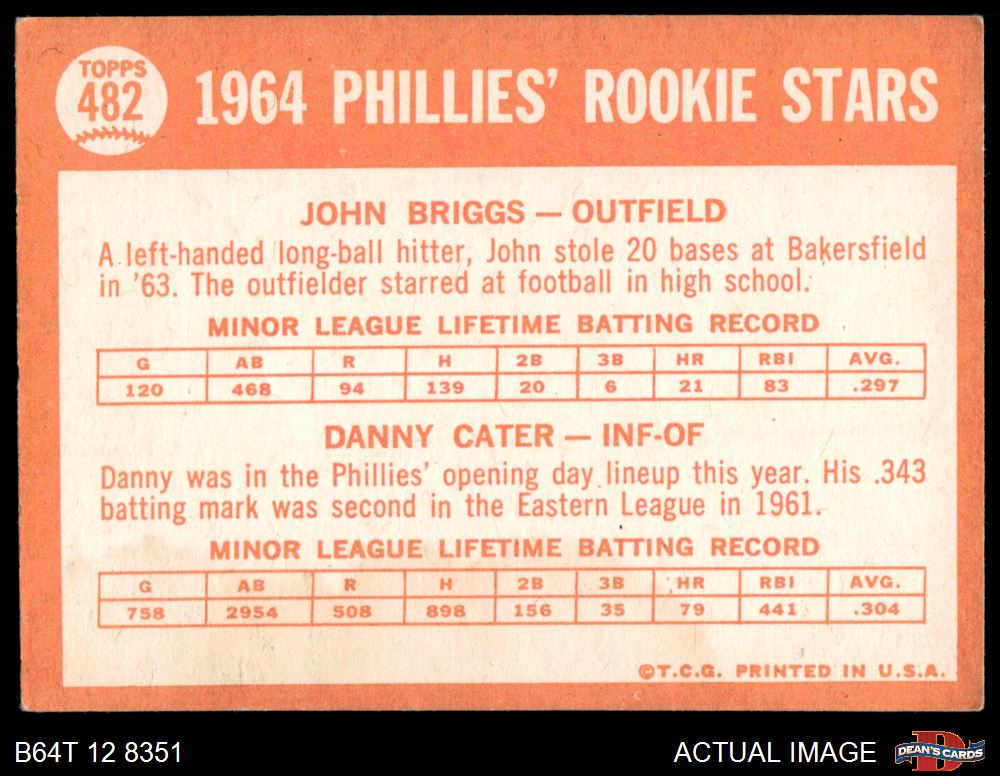 TOPPS
482
1964 PHILLIES' ROOKIE STARS
JOHN BRIGGS — OUTFIELD
A left-handed long-ball hitter, John stole 20 bases at Bakersfield
in '63. The outfielder starred at football in high school.
MINOR LEAGUE LIFETIME BATTING RECORD
G AB R H 2B 3B HR RBI AVG.
120 468 94 139 20 6 21 83 .297
DANNY CATER — INF-OF
Danny was in the Phillies' opening day lineup this year. His .343
batting mark was second in the Eastern League in 1961.
MINOR LEAGUE LIFETIME BATTING RECORD
G AB R H 2B 3B HR RBI AVG.
758 2954 508 898 156 35 79 441 .304
©T.C.G. PRINTED IN U.S.A.
B64T 12 8351
ACTUAL IMAGE
D
DEAN'S CARDS